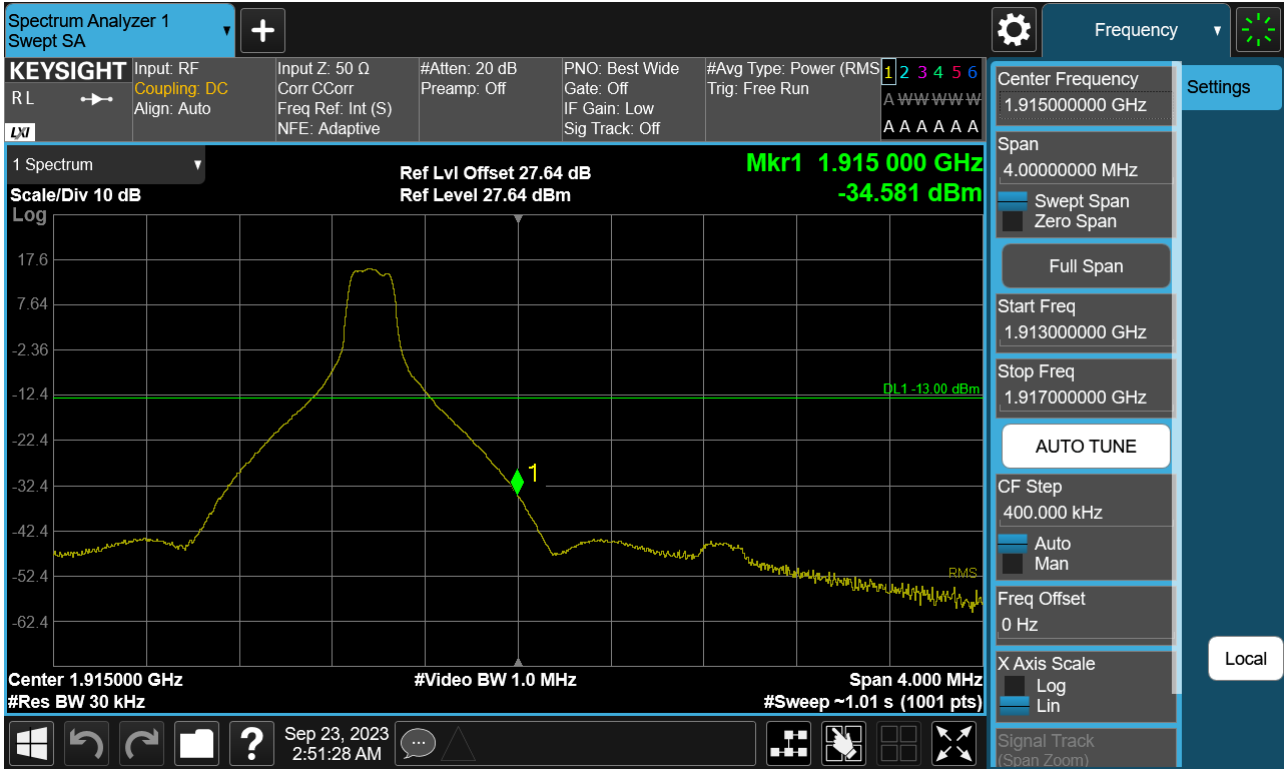 Spectrum Analyzer 1
Swept SA
Frequency
KEYSIGHT
R L
LXI
Input: RF
Coupling: DC
Align: Auto
Input Z: 50 Ω
Corr CCorr
Freq Ref: Int (S)
NFE: Adaptive
#Atten: 20 dB
Preamp: Off
PNO: Best Wide
Gate: Off
IF Gain: Low
Sig Track: Off
#Avg Type: Power (RMS
Trig: Free Run
1 2 3 4 5 6
A W W W W W
A A A A A A
1 Spectrum
Scale/Div 10 dB
Log
Ref Lvl Offset 27.64 dB
Ref Level 27.64 dBm
Mkr1 1.915 000 GHz
-34.581 dBm
17.6
7.64
-2.36
-12.4
-22.4
-32.4
-42.4
-52.4
-62.4
DL1 -13.00 dBm
1
RMS
Center 1.915000 GHz
#Video BW 1.0 MHz
Span 4.000 MHz
#Res BW 30 kHz
#Sweep ~1.01 s (1001 pts)
Center Frequency
1.915000000 GHz
Settings
Span
4.00000000 MHz
Swept Span
Zero Span
Full Span
Start Freq
1.913000000 GHz
Stop Freq
1.917000000 GHz
AUTO TUNE
CF Step
400.000 kHz
Auto
Man
Freq Offset
0 Hz
X Axis Scale
Log
Lin
Local
Signal Track
(Span Zoom)
?
Sep 23, 2023
2:51:28 AM